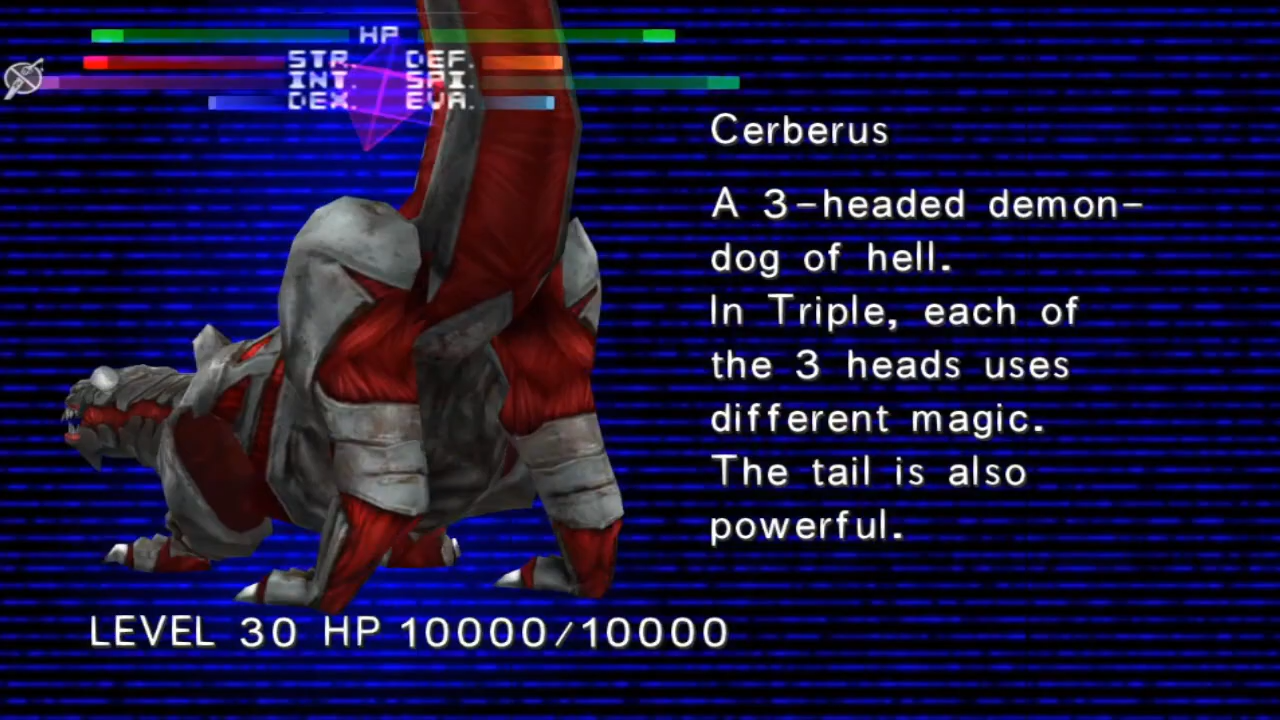 HP
STR. DEF.
INT. SPI.
DEX. EVA.
Cerberus
A 3-headed demon-
dog of hell.
In Triple, each of
the 3 heads uses
different magic.
The tail is also
powerful.
LEVEL 30 HP 10000/10000